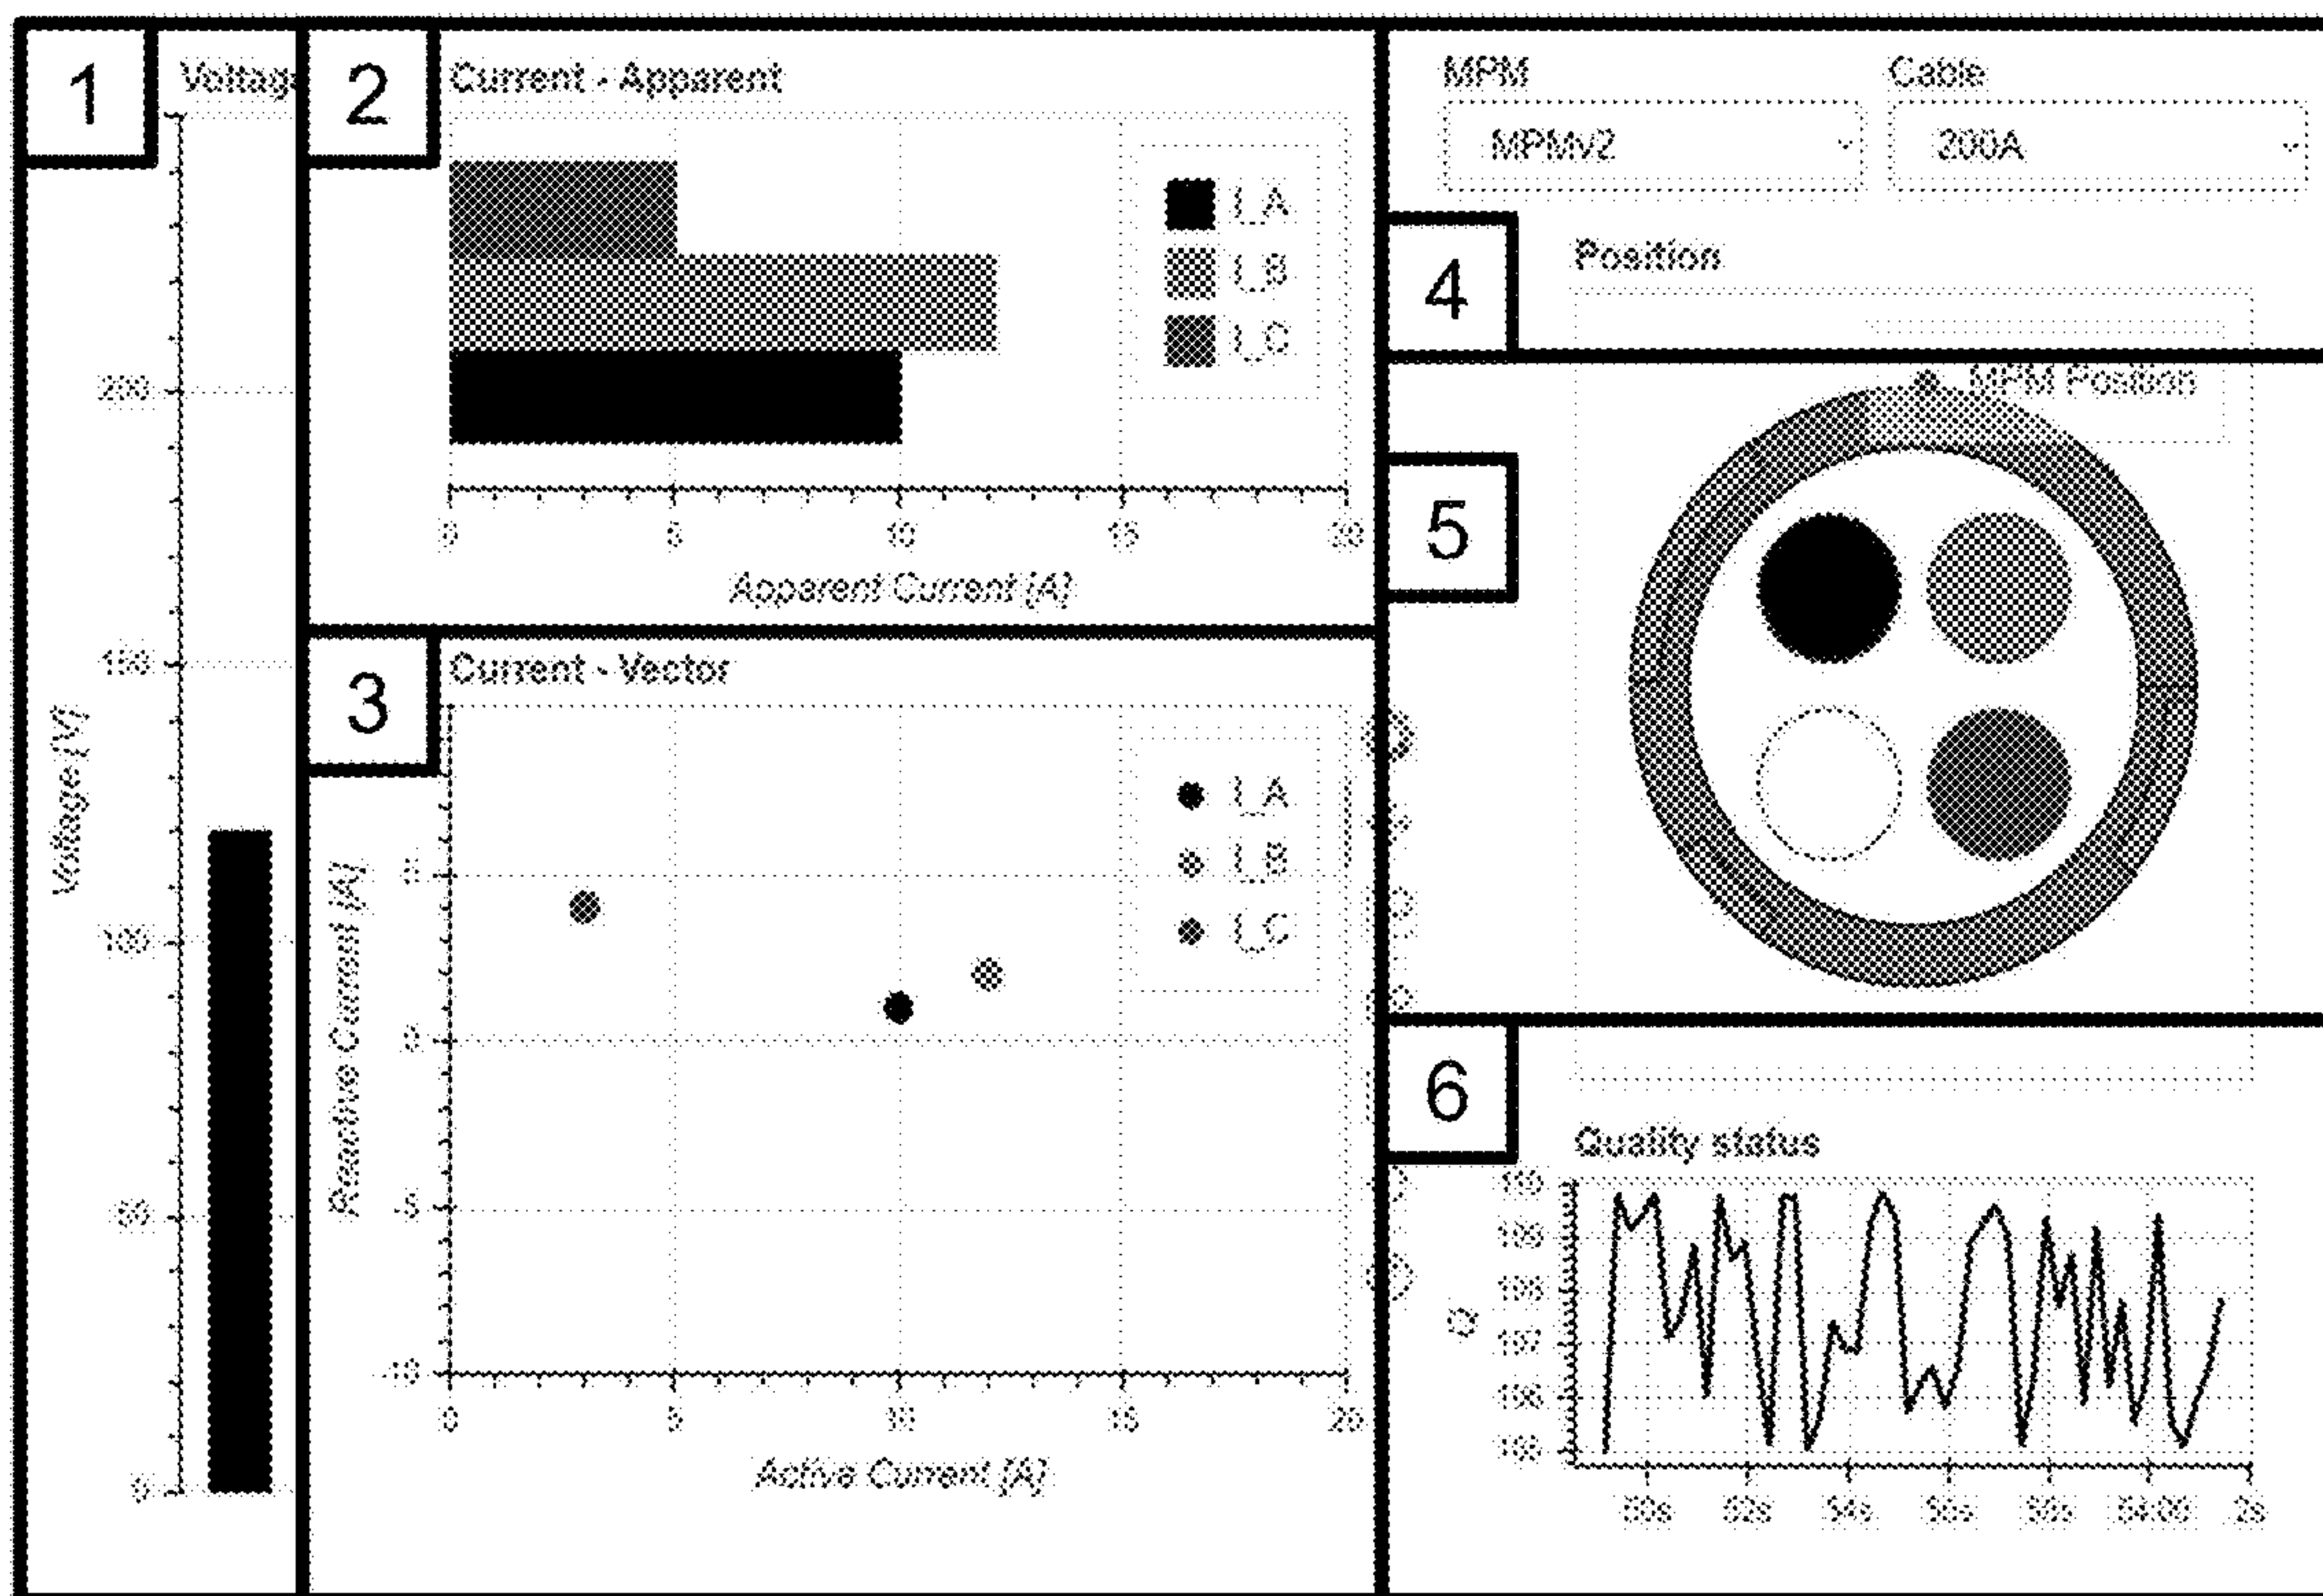 1
Voltage
200
150
Voltage [V]
100
50
0
2
Current - Apparent
LA
LB
LC
0 5 10 15 20
Apparent Current [A]
3
Current - Vector
LA
LB
LC
5
0
-5
-10
Reactive Current [A]
0 5 10 15 20
Active Current [A]
MPM
MPMv2
Cable
200A
4
Position
MPM Position
5
6
Quality status
Q